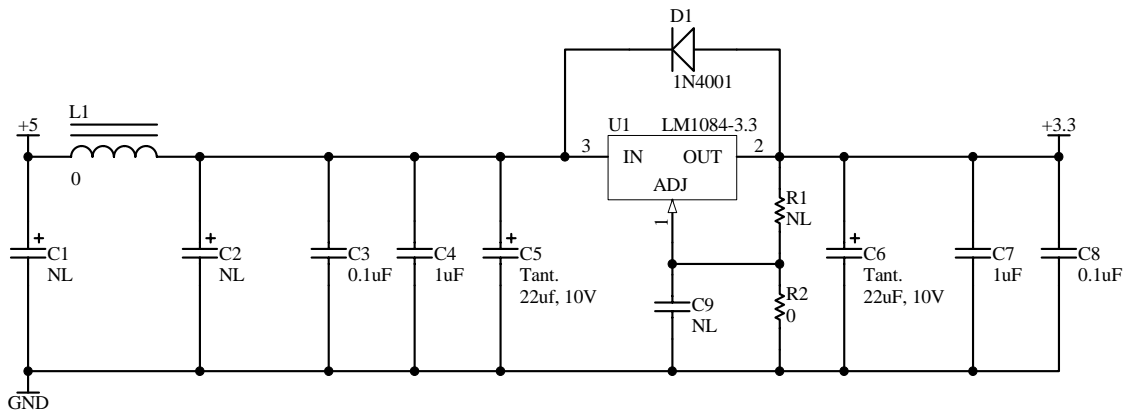 D1
1N4001
L1
+5
0
U1
LM1084-3.3
3
IN
OUT
2
ADJ
1
+3.3
R1
NL
C1
NL
C2
NL
C3
0.1uF
C4
1uF
C5
Tant.
22uf, 10V
C6
Tant.
22uF, 10V
C7
1uF
C8
0.1uF
C9
NL
R2
0
GND